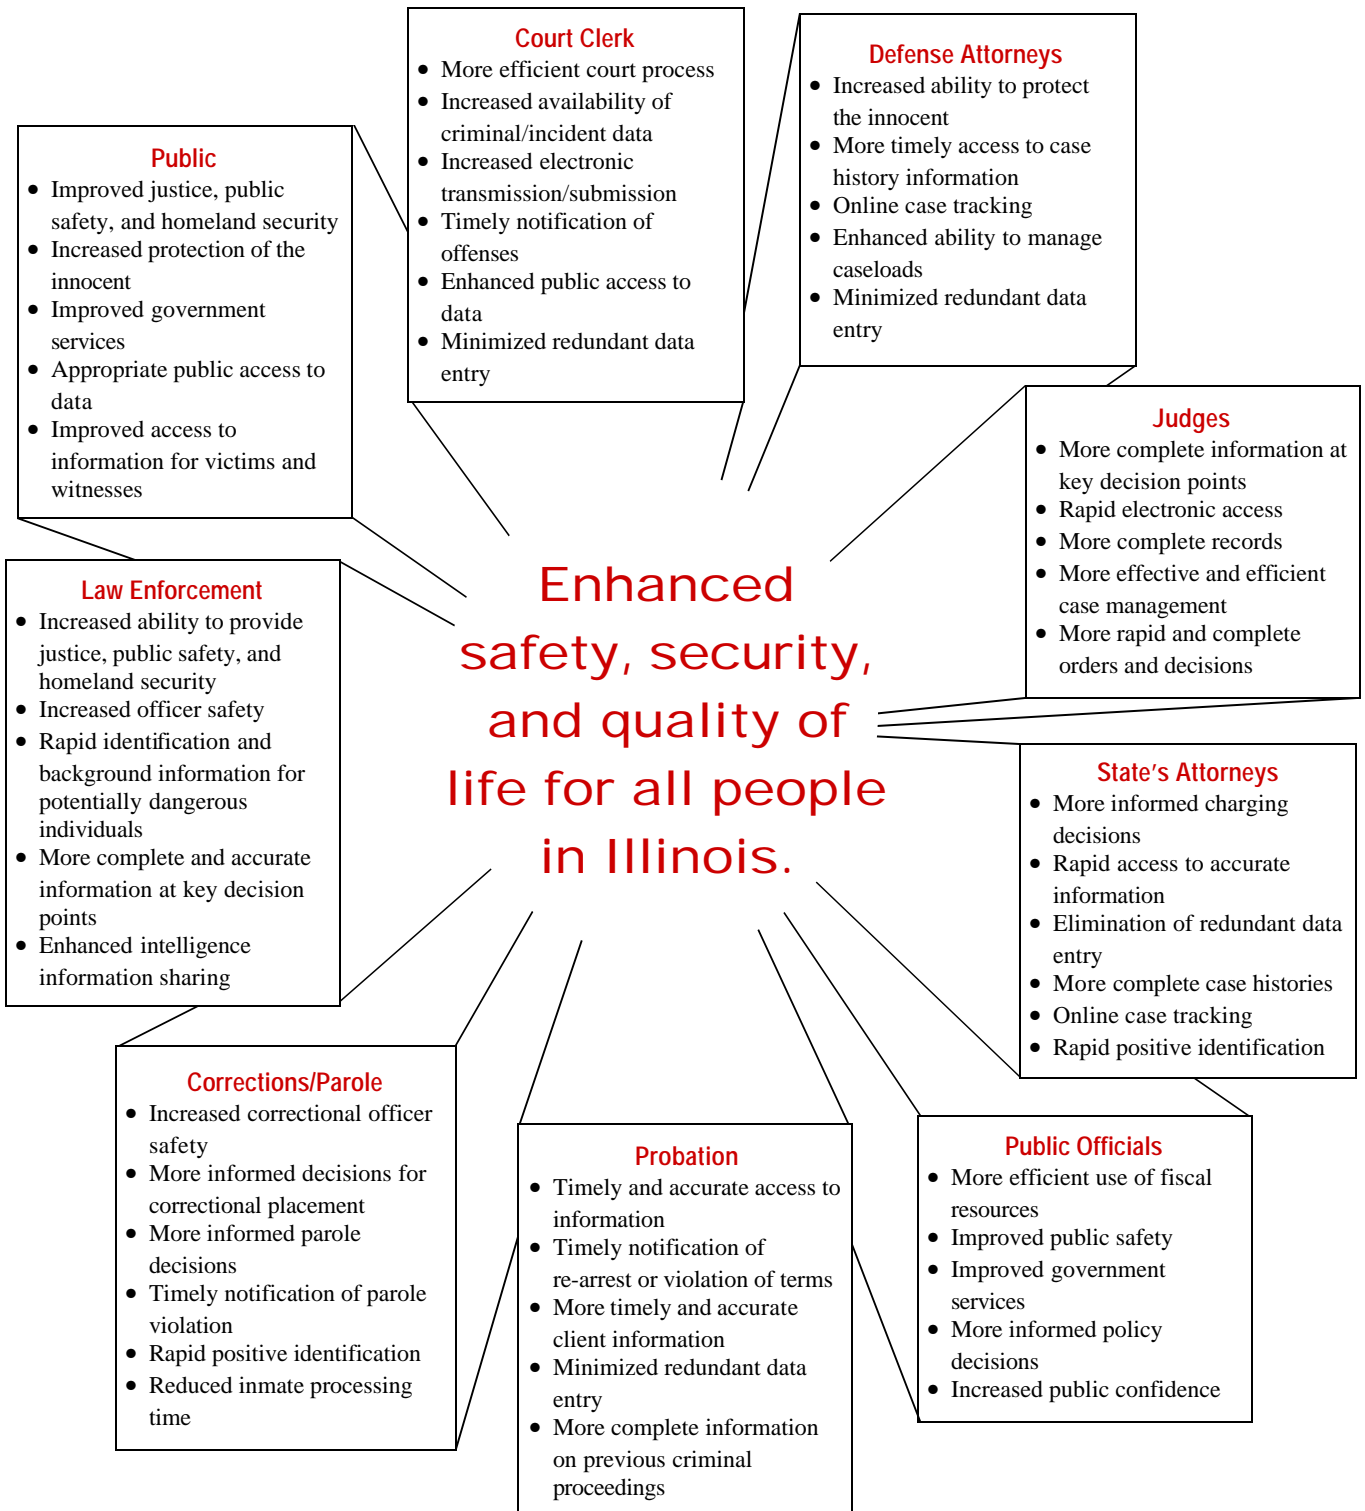 Court Clerk
• More efficient court process
• Increased availability of
criminal/incident data
• Increased electronic
transmission/submission
• Timely notification of
offenses
• Enhanced public access to
data
• Minimized redundant data
entry
Defense Attorneys
• Increased ability to protect
the innocent
• More timely access to case
history information
• Online case tracking
• Enhanced ability to manage
caseloads
• Minimized redundant data
entry
Public
• Improved justice, public
safety, and homeland security
• Increased protection of the
innocent
• Improved government
services
• Appropriate public access to
data
• Improved access to
information for victims and
witnesses
Judges
• More complete information at
key decision points
• Rapid electronic access
• More complete records
• More effective and efficient
case management
• More rapid and complete
orders and decisions
Law Enforcement
• Increased ability to provide
justice, public safety, and
homeland security
• Increased officer safety
• Rapid identification and
background information for
potentially dangerous
individuals
• More complete and accurate
information at key decision
points
• Enhanced intelligence
information sharing
Enhanced
safety, security,
and quality of
life for all people
in Illinois.
State's Attorneys
• More informed charging
decisions
• Rapid access to accurate
information
• Elimination of redundant data
entry
• More complete case histories
• Online case tracking
• Rapid positive identification
Corrections/Parole
• Increased correctional officer
safety
• More informed decisions for
correctional placement
• More informed parole
decisions
• Timely notification of parole
violation
• Rapid positive identification
• Reduced inmate processing
time
Probation
• Timely and accurate access to
information
• Timely notification of
re-arrest or violation of terms
• More timely and accurate
client information
• Minimized redundant data
entry
• More complete information
on previous criminal
proceedings
Public Officials
• More efficient use of fiscal
resources
• Improved public safety
• Improved government
services
• More informed policy
decisions
• Increased public confidence